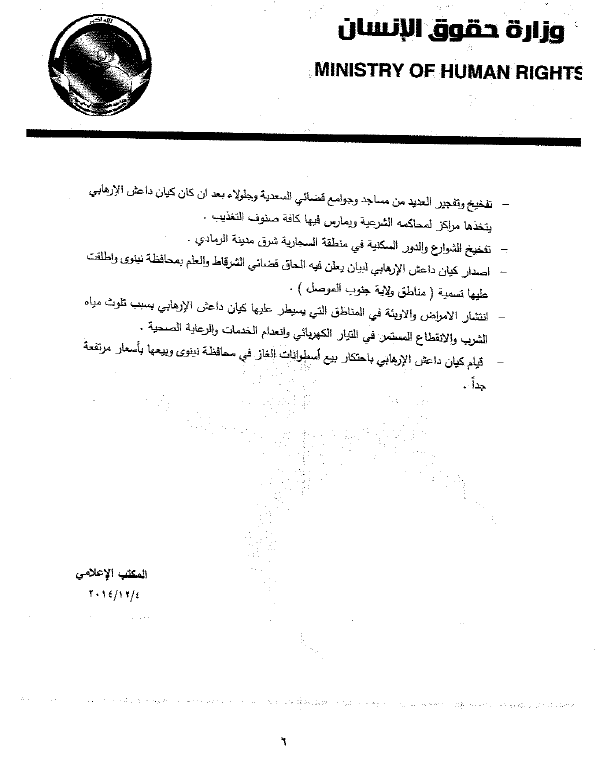 الله اكبر
وزارة حقوق الإنسان
MINISTRY OF HUMAN RIGHTS
– تفخيخ وتفجير العديد من مساجد وجوامع قضائي السعدية وجلولاء بعد ان كان كيان داعش الإرهابي
يتخذها مراكز لمحاكمه الشرعية ويمارس فيها كافة صنوف التعذيب .
– تفخيخ الشوارع والدور السكنية في منطقة السجارية شرق مدينة الرمادي .
– اصدار كيان داعش الإرهابي لبيان يعلن فيه الحاق قضائي الشرقاط والعلم بمحافظة نينوى واطلقت
عليها تسمية ( مناطق ولاية جنوب الموصل ) .
– انتشار الامراض والاوبئة في المناطق التي يسيطر عليها كيان داعش الإرهابي بسبب تلوث مياه
الشرب والانقطاع المستمر في التيار الكهربائي وانعدام الخدمات والرعاية الصحية .
– قيام كيان داعش الإرهابي باحتكار بيع أسطوانات الغاز في محافظة نينوى وبيعها بأسعار مرتفعة
جداً .
المكتب الإعلامي
٢٠١٤/١٢/٤
٦